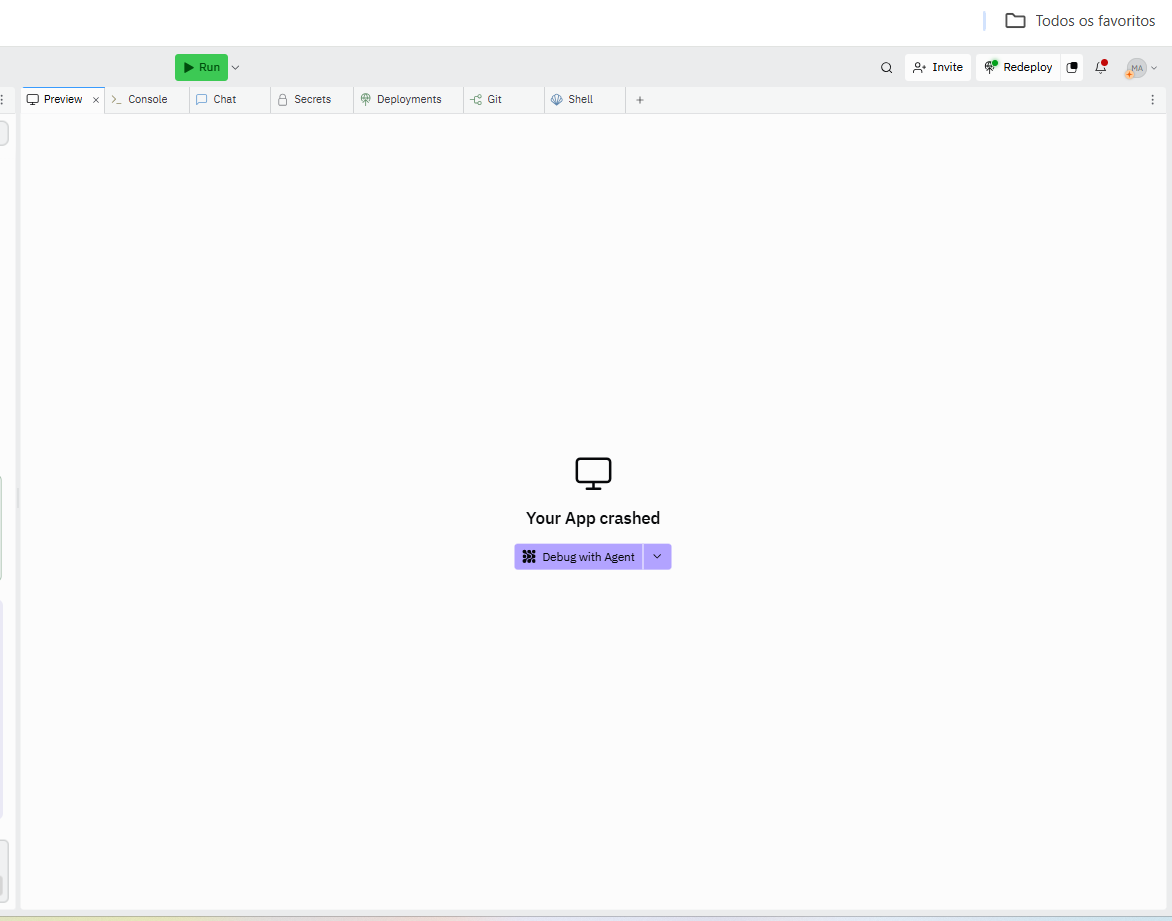 Todos os favoritos
Run
Invite
Redeploy
MA
Preview
Console
Chat
Secrets
Deployments
Git
Shell
Your App crashed
Debug with Agent